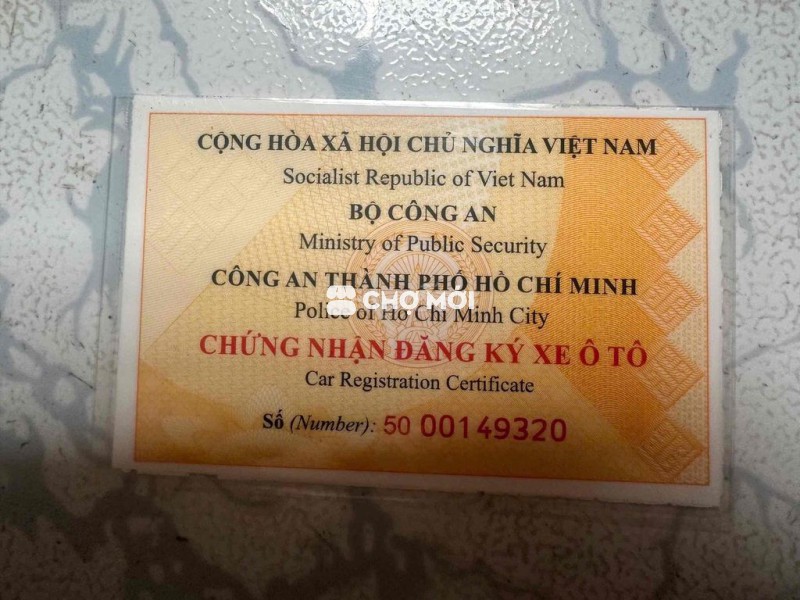 CỘNG HÒA XÃ HỘI CHỦ NGHĨA VIỆT NAM
Socialist Republic of Viet Nam
BỘ CÔNG AN
Ministry of Public Security
CÔNG AN THÀNH PHỐ HỒ CHÍ MINH
CHỢ MỚI
Police of Ho Chi Minh City
CHỨNG NHẬN ĐĂNG KÝ XE Ô TÔ
Car Registration Certificate
Số (Number): 50 00149320